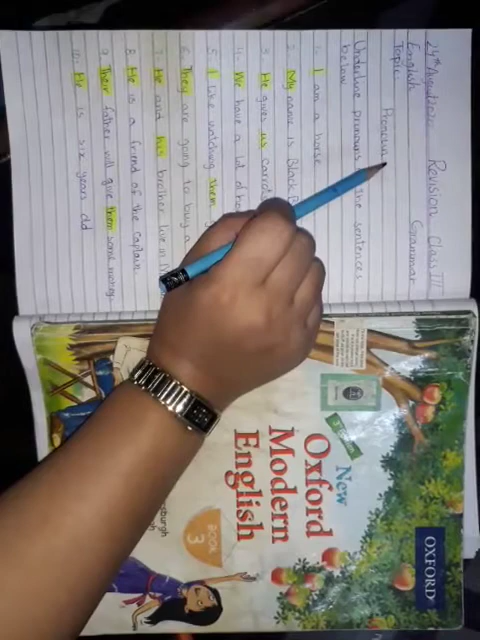 24th August 202 Revision Class III
English Grammar
Topic: Pronoun
Underline pronouns the sentences
below
1. I am a horse
2. My name is Black B
3. He gives us carro
4. We have a lot of
5. I like watching them
6. They are going to buy a
7. He and his brother live in
8. He is a friend of the captain
9. Their father will give them some money.
10. He is six years old
New
Oxford
Modern
English
BOOK
3
OXFORD